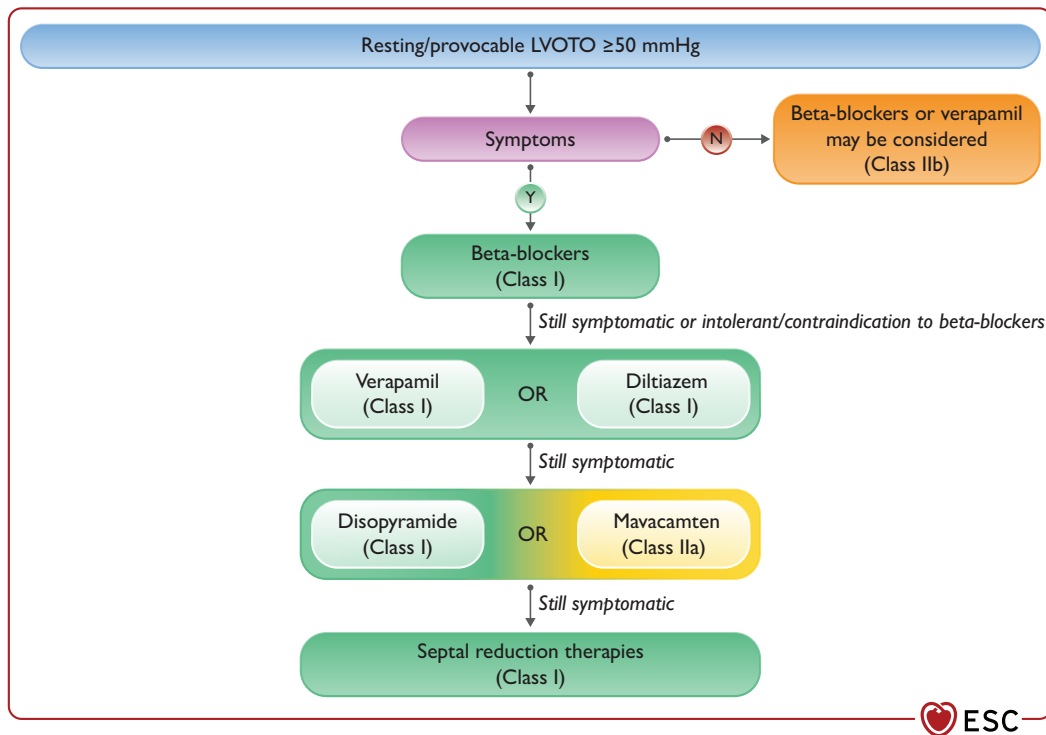 Resting/provocable LVOTO ≥50 mmHg
Symptoms
N
Beta-blockers or verapamil
may be considered
(Class IIb)
Y
Beta-blockers
(Class I)
Still symptomatic or intolerant/contraindication to beta-blockers
Verapamil
(Class I)
OR
Diltiazem
(Class I)
Still symptomatic
Disopyramide
(Class I)
OR
Mavacamten
(Class IIa)
Still symptomatic
Septal reduction therapies
(Class I)
ESC